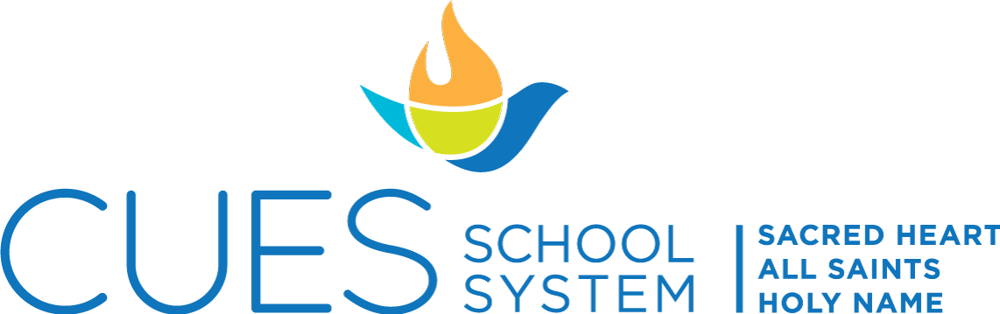 CUES
SCHOOL
SYSTEM
SACRED HEART
ALL SAINTS
HOLY NAME